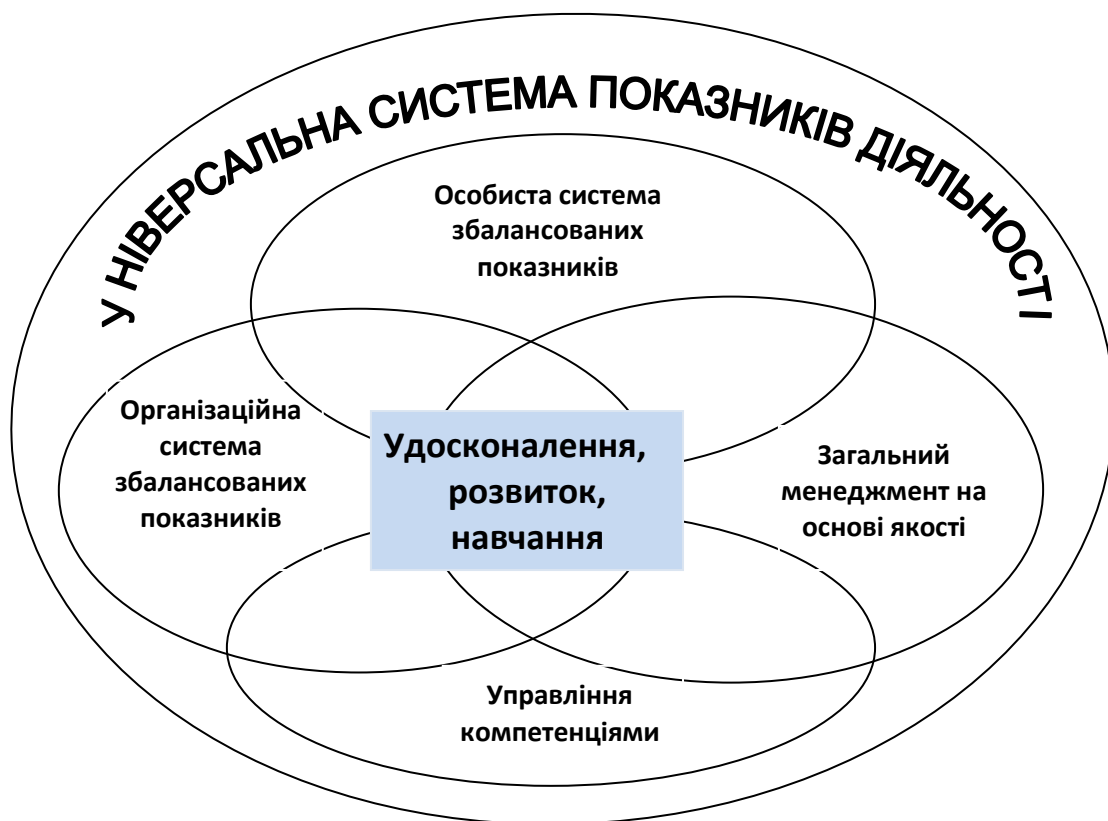 У НІВЕРСАЛЬНА СИСТЕМА ПОКАЗНИКІВ ДІЯЛЬНОСТ І
Особиста система
збалансованих
показників
Організаційна
система
збалансованих
показників
Удосконалення,
розвиток,
навчання
Загальний
менеджмент на
основі якості
Управління
компетенціями